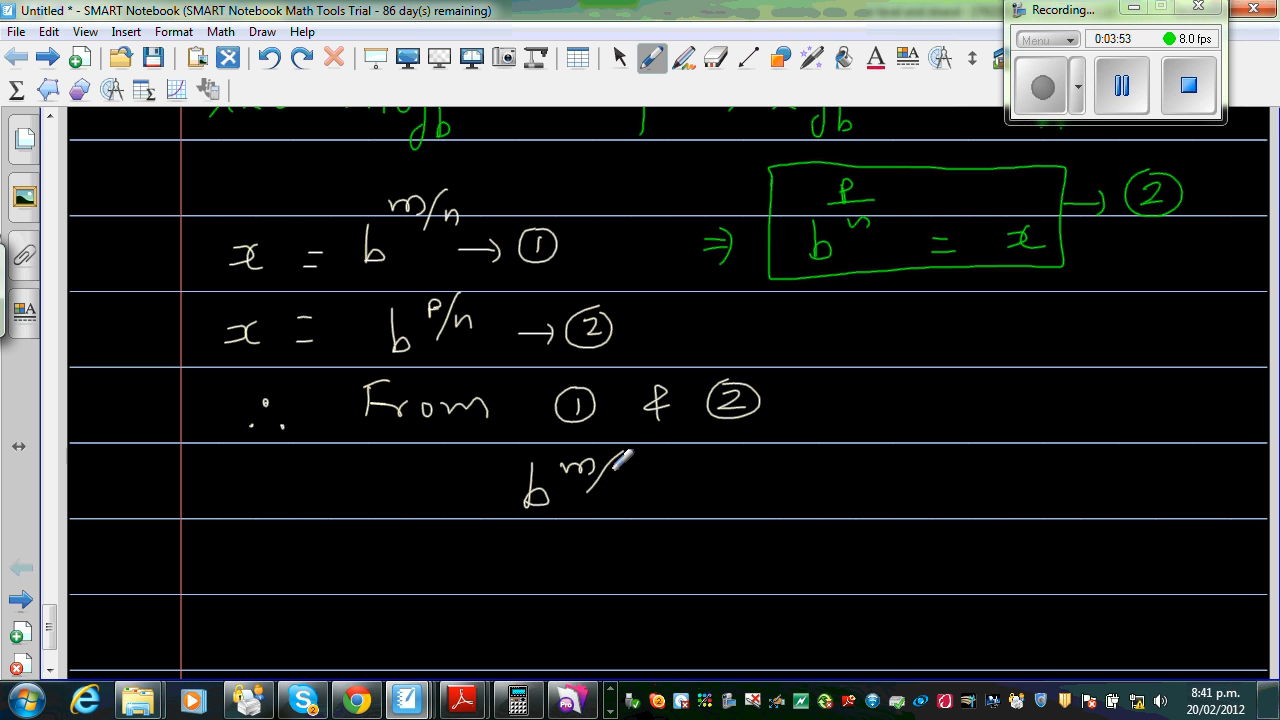 Untitled * - SMART Notebook (SMART Notebook Math Tools Trial - 86 day(s) remaining)
Recording...
File Edit View Insert Format Math Draw Help
Menu 0:03:53 8.0 fps
x = b^{m/n} → ①
⇒ b^{p/n} = x → ②
x = b^{p/n} → ②
∴ From ① & ②
b^{m/
8:41 p.m.
20/02/2012